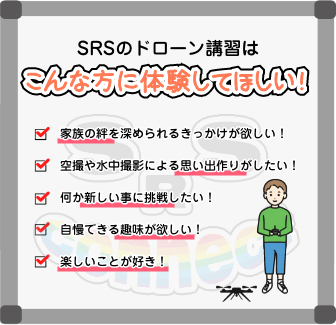 SRSのドローン講習は
こんな方に体験してほしい!
家族の絆を深められるきっかけが欲しい!
空撮や水中撮影による思い出作りがしたい!
何か新しい事に挑戦したい!
自慢できる趣味が欲しい!
楽しいことが好き!
SRS
connect